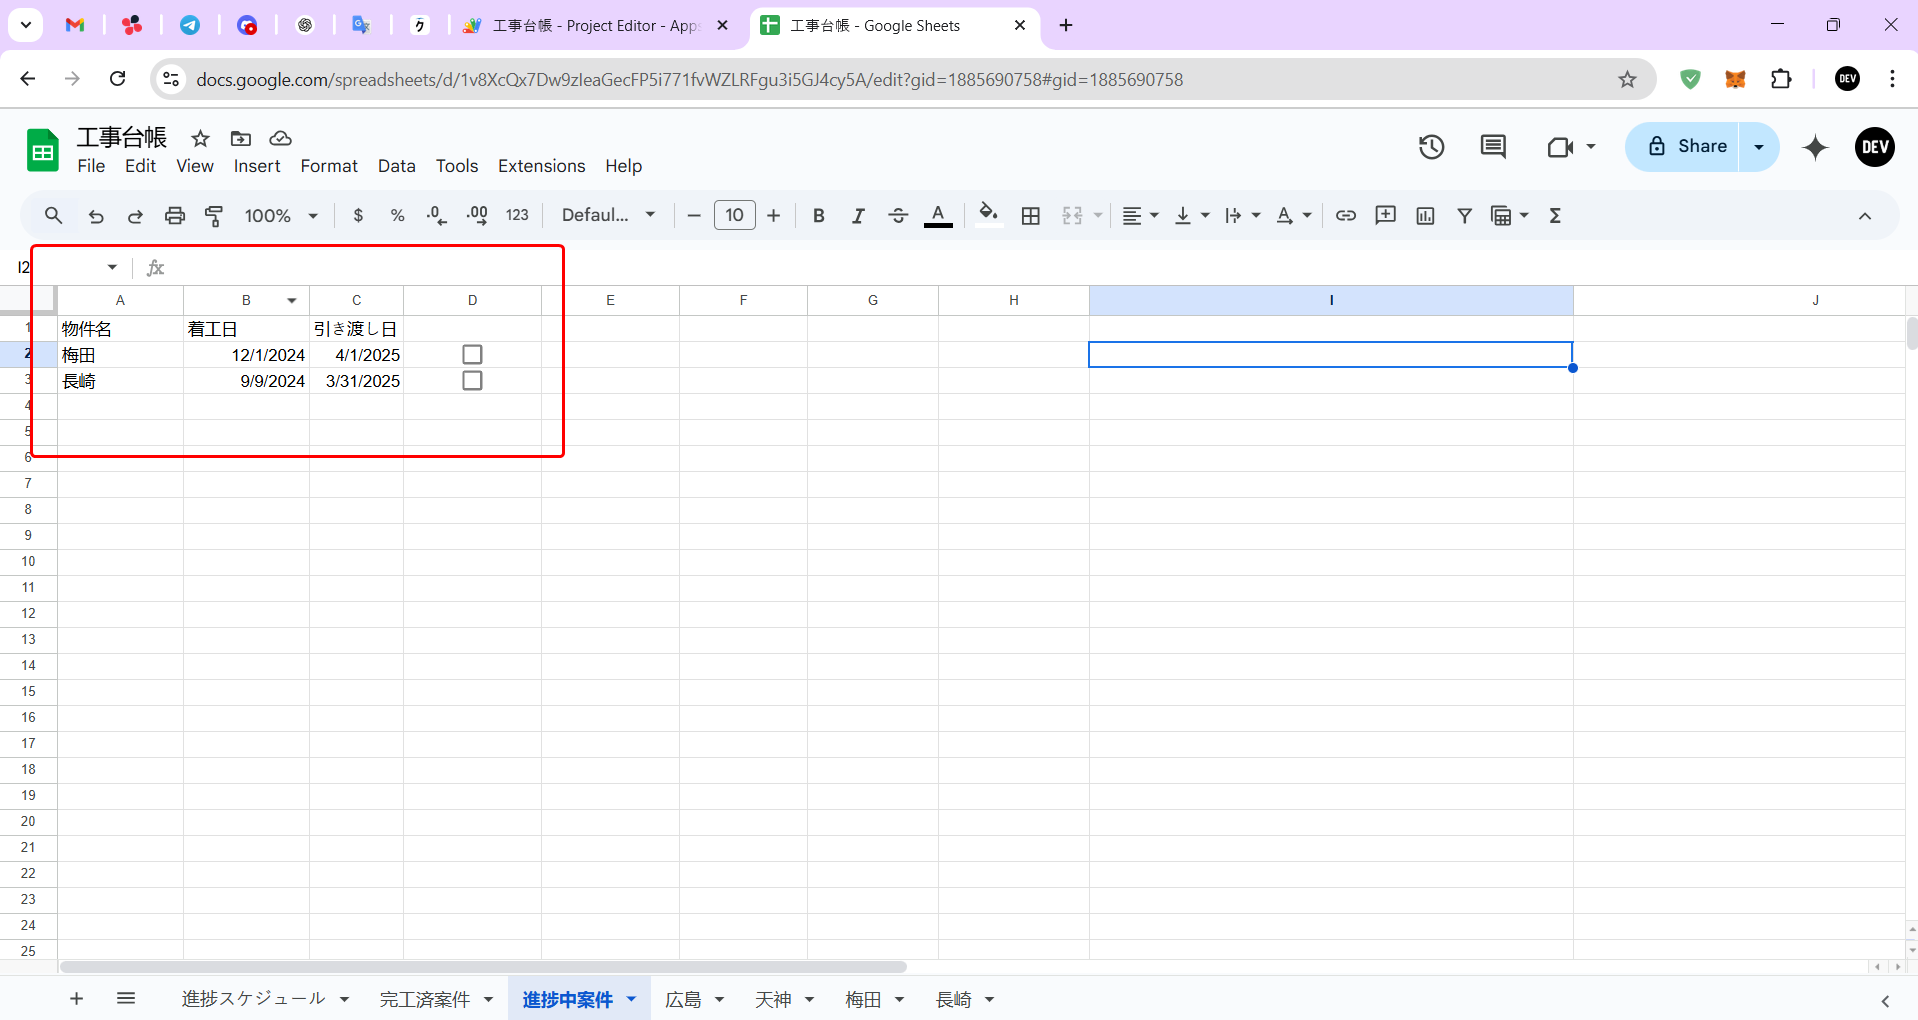 工事台帳 - Project Editor - Apps
工事台帳 - Google Sheets
docs.google.com/spreadsheets/d/1v8XcQx7Dw9zIeaGecFP5i771fvWZLRFgu3i5GJ4cy5A/edit?gid=1885690758#gid=1885690758
DEV
工事台帳
File Edit View Insert Format Data Tools Extensions Help
Share
DEV
100% $ % .0 .00 123 Defaul... 10 B I A
I2 fx
A B C D E F G H I J
1 物件名 着工日 引き渡し日
2 梅田 12/1/2024 4/1/2025
3 長崎 9/9/2024 3/31/2025
4
5
6
7
8
9
10
11
12
13
14
15
16
17
18
19
20
21
22
23
24
25
進捗スケジュール 完工済案件 進捗中案件 広島 天神 梅田 長崎